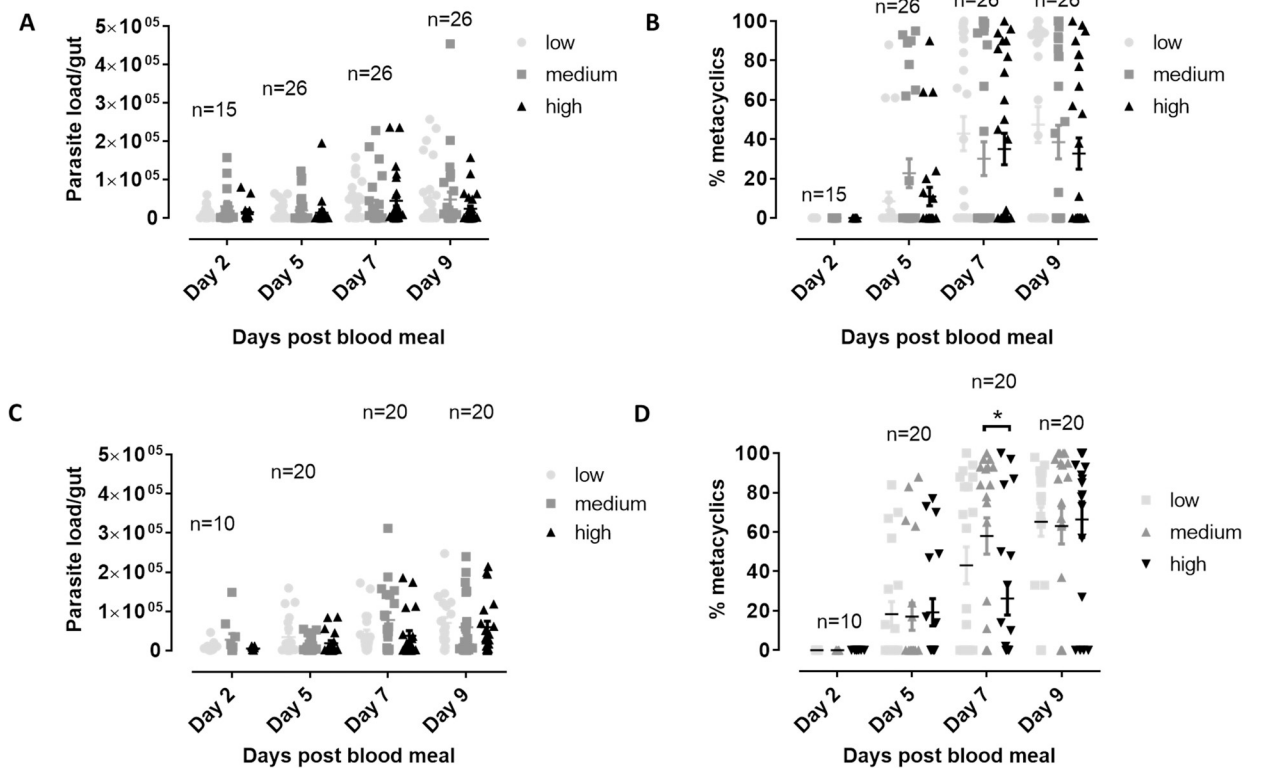 A
Parasite load/gut
5×10⁰⁵
4×10⁰⁵
3×10⁰⁵
2×10⁰⁵
1×10⁰⁵
0
n=15
n=26
n=26
n=26
low
medium
high
Day 2
Day 5
Day 7
Day 9
Days post blood meal
B
% metacyclics
100
80
60
40
20
0
n=15
n=26
n=26
n=26
low
medium
high
Day 2
Day 5
Day 7
Day 9
Days post blood meal
C
Parasite load/gut
5×10⁰⁵
4×10⁰⁵
3×10⁰⁵
2×10⁰⁵
1×10⁰⁵
0
n=10
n=20
n=20
n=20
low
medium
high
Day 2
Day 5
Day 7
Day 9
Days post blood meal
D
% metacyclics
100
80
60
40
20
0
n=10
n=20
n=20
*
n=20
low
medium
high
Day 2
Day 5
Day 7
Day 9
Days post blood meal